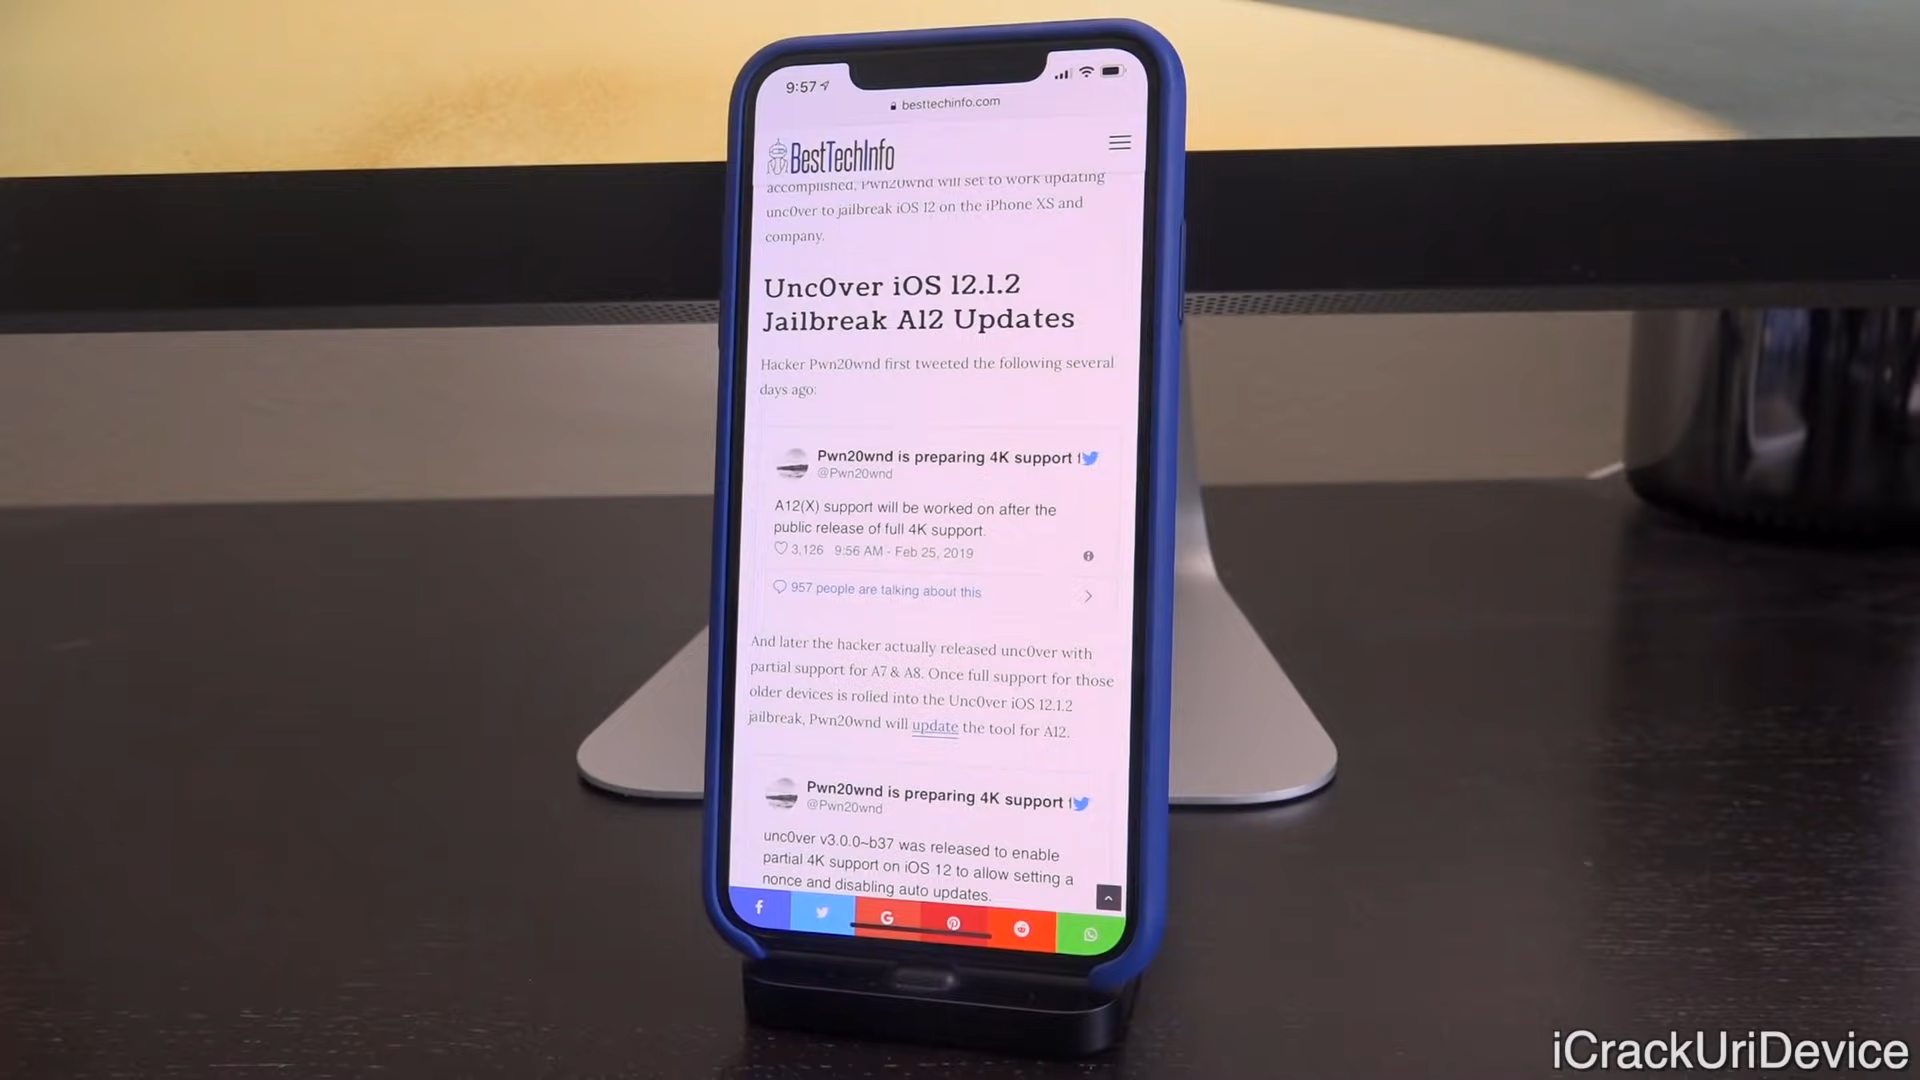 9:57
besttechinfo.com
BestTechInfo
accomplished, Pwn20wnd will set to work updating
unc0ver to jailbreak iOS 12 on the iPhone XS and
company.
Unc0ver iOS 12.1.2
Jailbreak A12 Updates
Hacker Pwn20wnd first tweeted the following several
days ago:
Pwn20wnd is preparing 4K support f
@Pwn20wnd
A12(X) support will be worked on after the
public release of full 4K support.
3,126 9:56 AM - Feb 25, 2019
957 people are talking about this
And later the hacker actually released unc0ver with
partial support for A7 & A8. Once full support for those
older devices is rolled into the Unc0ver iOS 12.1.2
jailbreak, Pwn20wnd will update the tool for A12.
Pwn20wnd is preparing 4K support f
@Pwn20wnd
unc0ver v3.0.0~b37 was released to enable
partial 4K support on iOS 12 to allow setting a
nonce and disabling auto updates.
iCrackUriDevice